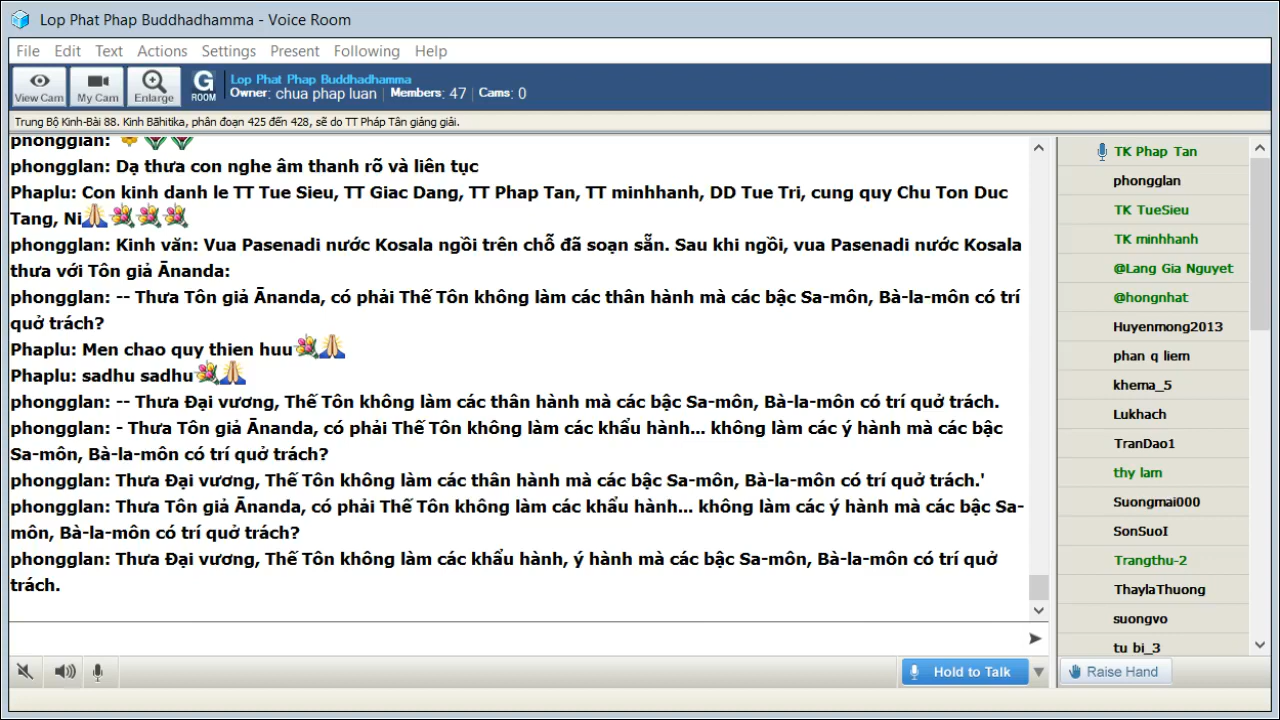 Lop Phat Phap Buddhadhamma - Voice Room
File Edit Text Actions Settings Present Following Help
View Cam
My Cam
Enlarge
G
ROOM
Lop Phat Phap Buddhadhamma
Owner: chua phap luan | Members: 47 | Cams: 0
Trung Bộ Kinh-Bài 88. Kinh Bāhitika, phân đoạn 425 đến 428, sẽ do TT Pháp Tân giảng giải.
phongglan:
phongglan: Dạ thưa con nghe âm thanh rõ và liên tục
Phaplu: Con kinh danh le TT Tue Sieu, TT Giac Dang, TT Phap Tan, TT minhhanh, DD Tue Tri, cung quy Chu Ton Duc
Tang, Ni
phongglan: Kinh văn: Vua Pasenadi nước Kosala ngồi trên chỗ đã soạn sẵn. Sau khi ngồi, vua Pasenadi nước Kosala
thưa với Tôn giả Ānanda:
phongglan: -- Thưa Tôn giả Ānanda, có phải Thế Tôn không làm các thân hành mà các bậc Sa-môn, Bà-la-môn có trí
quở trách?
Phaplu: Men chao quy thien huu
Phaplu: sadhu sadhu
phongglan: -- Thưa Đại vương, Thế Tôn không làm các thân hành mà các bậc Sa-môn, Bà-la-môn có trí quở trách.
phongglan: - Thưa Tôn giả Ānanda, có phải Thế Tôn không làm các khẩu hành... không làm các ý hành mà các bậc
Sa-môn, Bà-la-môn có trí quở trách?
phongglan: Thưa Đại vương, Thế Tôn không làm các thân hành mà các bậc Sa-môn, Bà-la-môn có trí quở trách.'
phongglan: Thưa Tôn giả Ānanda, có phải Thế Tôn không làm các khẩu hành... không làm các ý hành mà các bậc Sa-
môn, Bà-la-môn có trí quở trách?
phongglan: Thưa Đại vương, Thế Tôn không làm các khẩu hành, ý hành mà các bậc Sa-môn, Bà-la-môn có trí quở
trách.
TK Phap Tan
phongglan
TK TueSieu
TK minhhanh
@Lang Gia Nguyet
@hongnhat
Huyenmong2013
phan q liem
khema_5
Lukhach
TranDao1
thy lam
Suongmai000
SonSuoI
Trangthu-2
ThaylaThuong
suongvo
tu bi_3
Hold to Talk
Raise Hand